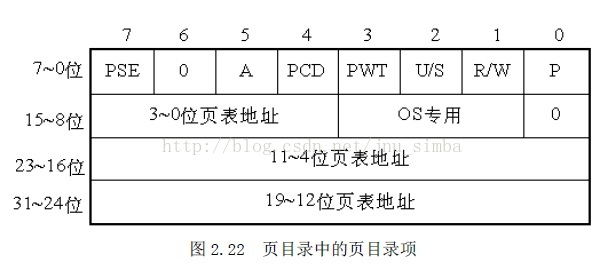 7 6 5 4 3 2 1 0
7~0位 PSE 0 A PCD PWT U/S R/W P
15~8位 3~0位页表地址 OS专用 0
http://blog.csdn.net/jnu_simba
23~16位 11~4位页表地址
31~24位 19~12位页表地址
图 2.22 页目录中的页目录项